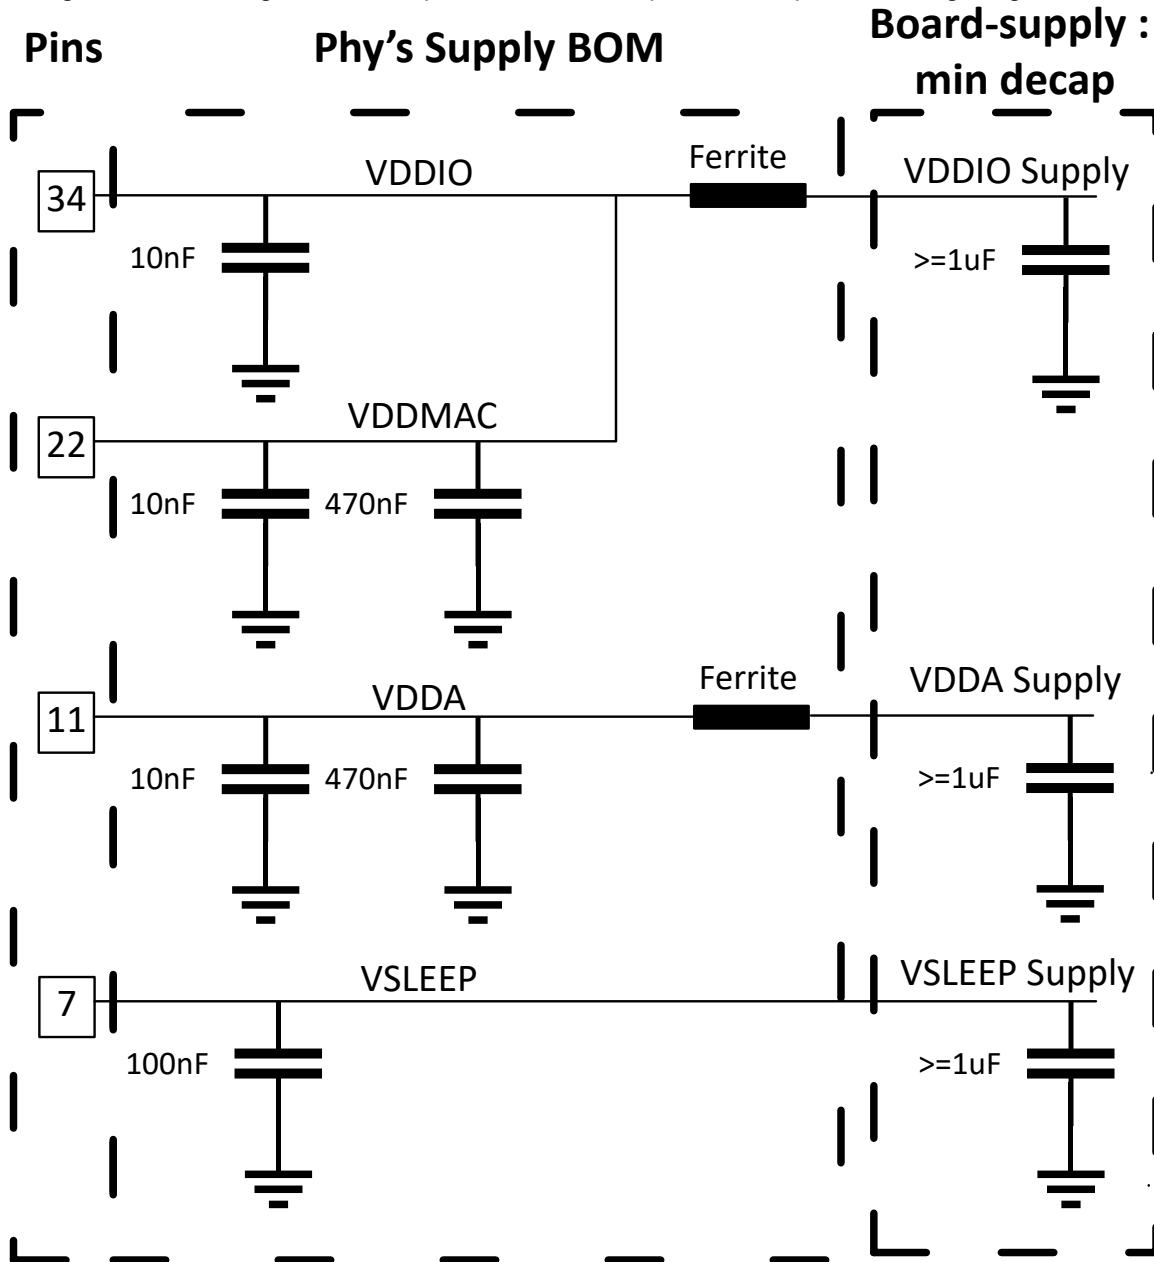 Pins
Phy's Supply BOM
Board-supply :
min decap
VDDIO
Ferrite
VDDIO Supply
34
10nF
>=1uF
VDDMAC
22
10nF
470nF
VDDA
Ferrite
VDDA Supply
11
10nF
470nF
>=1uF
VSLEEP
VSLEEP Supply
7
100nF
>=1uF